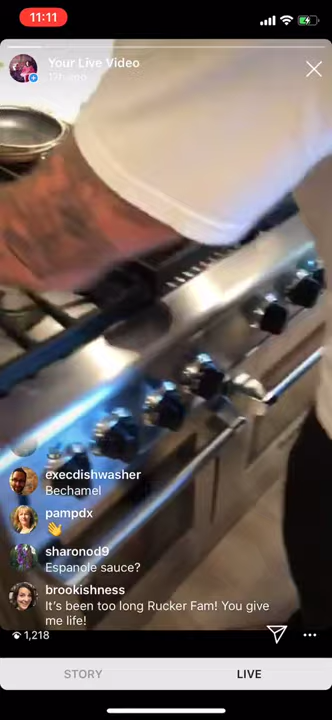 11:11
Your Live Video
execdishwasher
Bechamel
pampdx
👋
sharonod9
Espanole sauce?
brookishness
It's been too long Rucker Fam! You give
me life!
1,218
STORY
LIVE